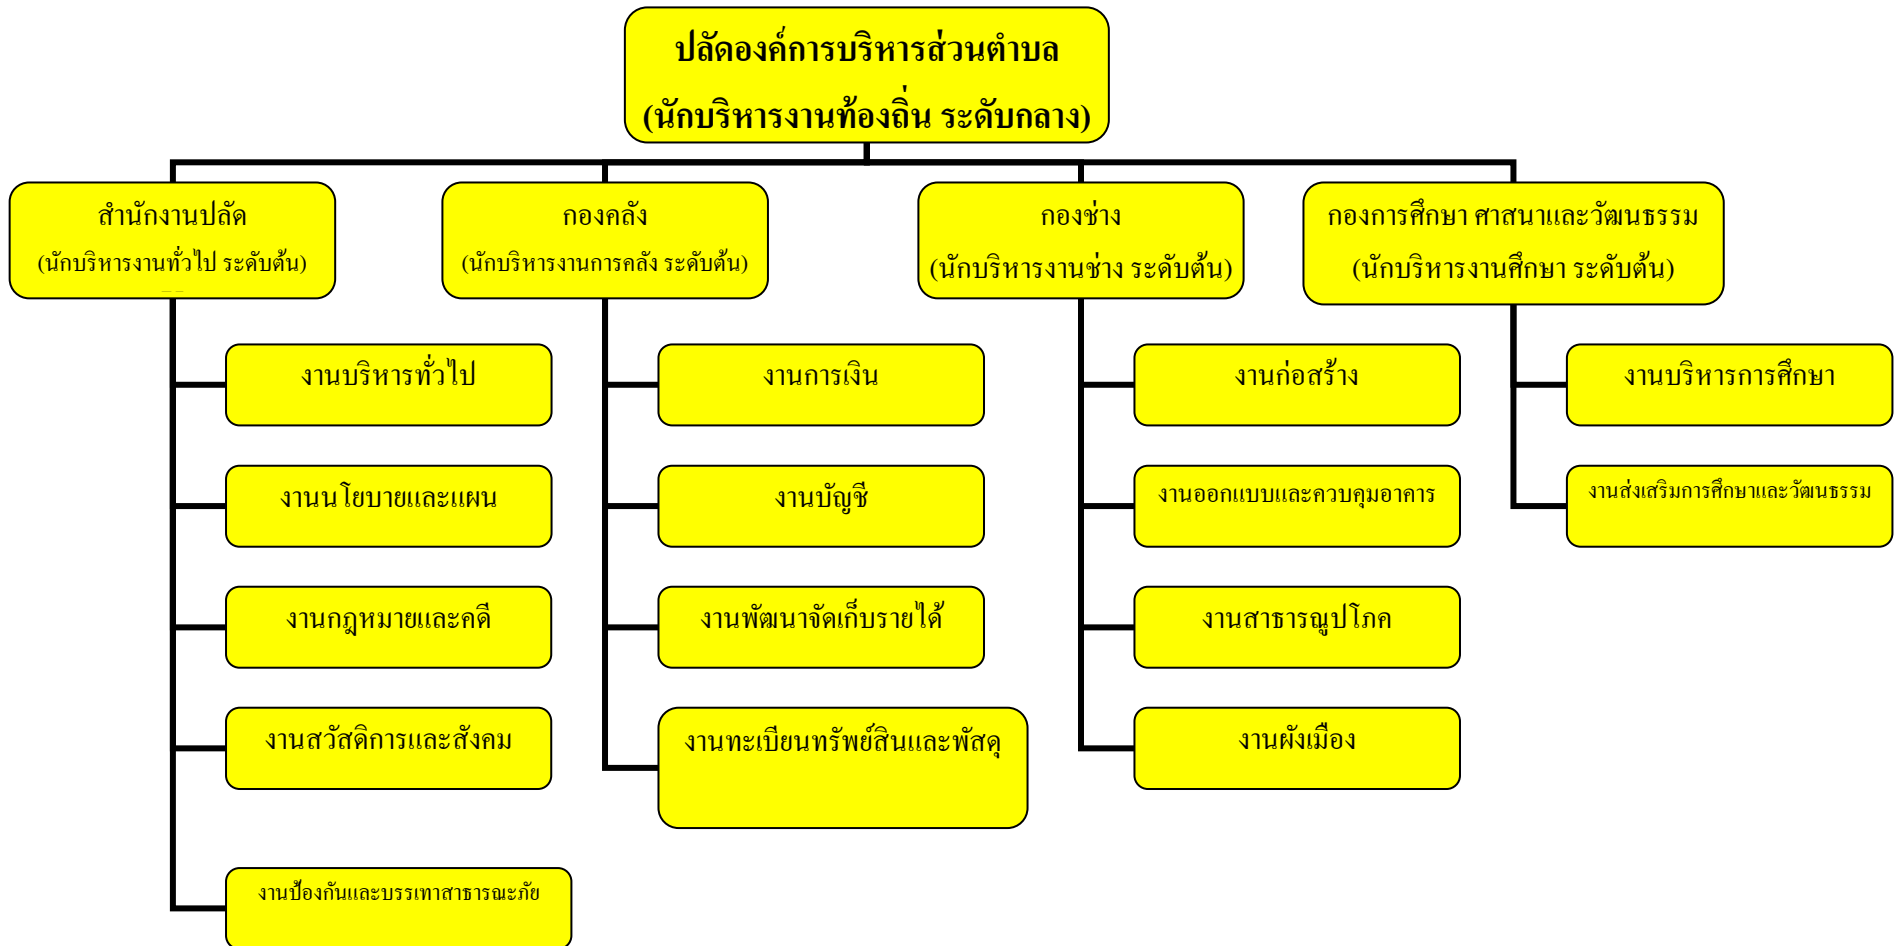 ปลัดองค์การบริหารส่วนตำบล
(นักบริหารงานท้องถิ่น ระดับกลาง)
สำนักงานปลัด
(นักบริหารงานทั่วไป ระดับต้น)
กองคลัง
(นักบริหารงานการคลัง ระดับต้น)
กองช่าง
(นักบริหารงานช่าง ระดับต้น)
กองการศึกษา ศาสนาและวัฒนธรรม
(นักบริหารงานศึกษา ระดับต้น)
งานบริหารทั่วไป
งานนโยบายและแผน
งานกฎหมายและคดี
งานสวัสดิการและสังคม
งานป้องกันและบรรเทาสาธารณะภัย
งานการเงิน
งานบัญชี
งานพัฒนาจัดเก็บรายได้
งานทะเบียนทรัพย์สินและพัสดุ
งานก่อสร้าง
งานออกแบบและควบคุมอาคาร
งานสาธารณูปโภค
งานผังเมือง
งานบริหารการศึกษา
งานส่งเสริมการศึกษาและวัฒนธรรม